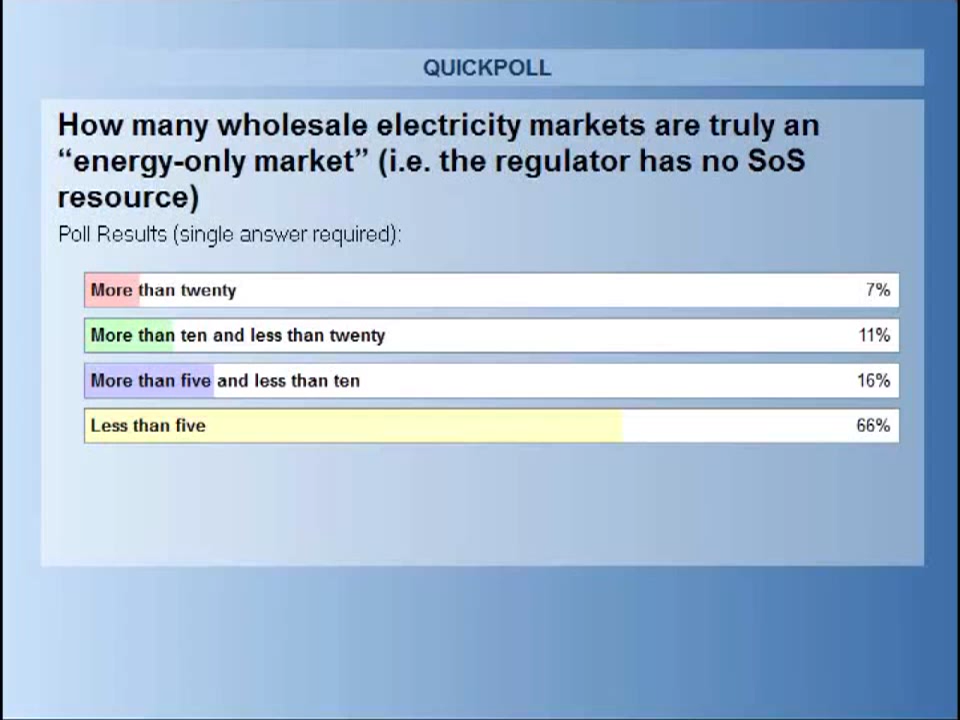 QUICKPOLL
How many wholesale electricity markets are truly an
“energy-only market” (i.e. the regulator has no SoS
resource)
Poll Results (single answer required):
More than twenty 7%
More than ten and less than twenty 11%
More than five and less than ten 16%
Less than five 66%